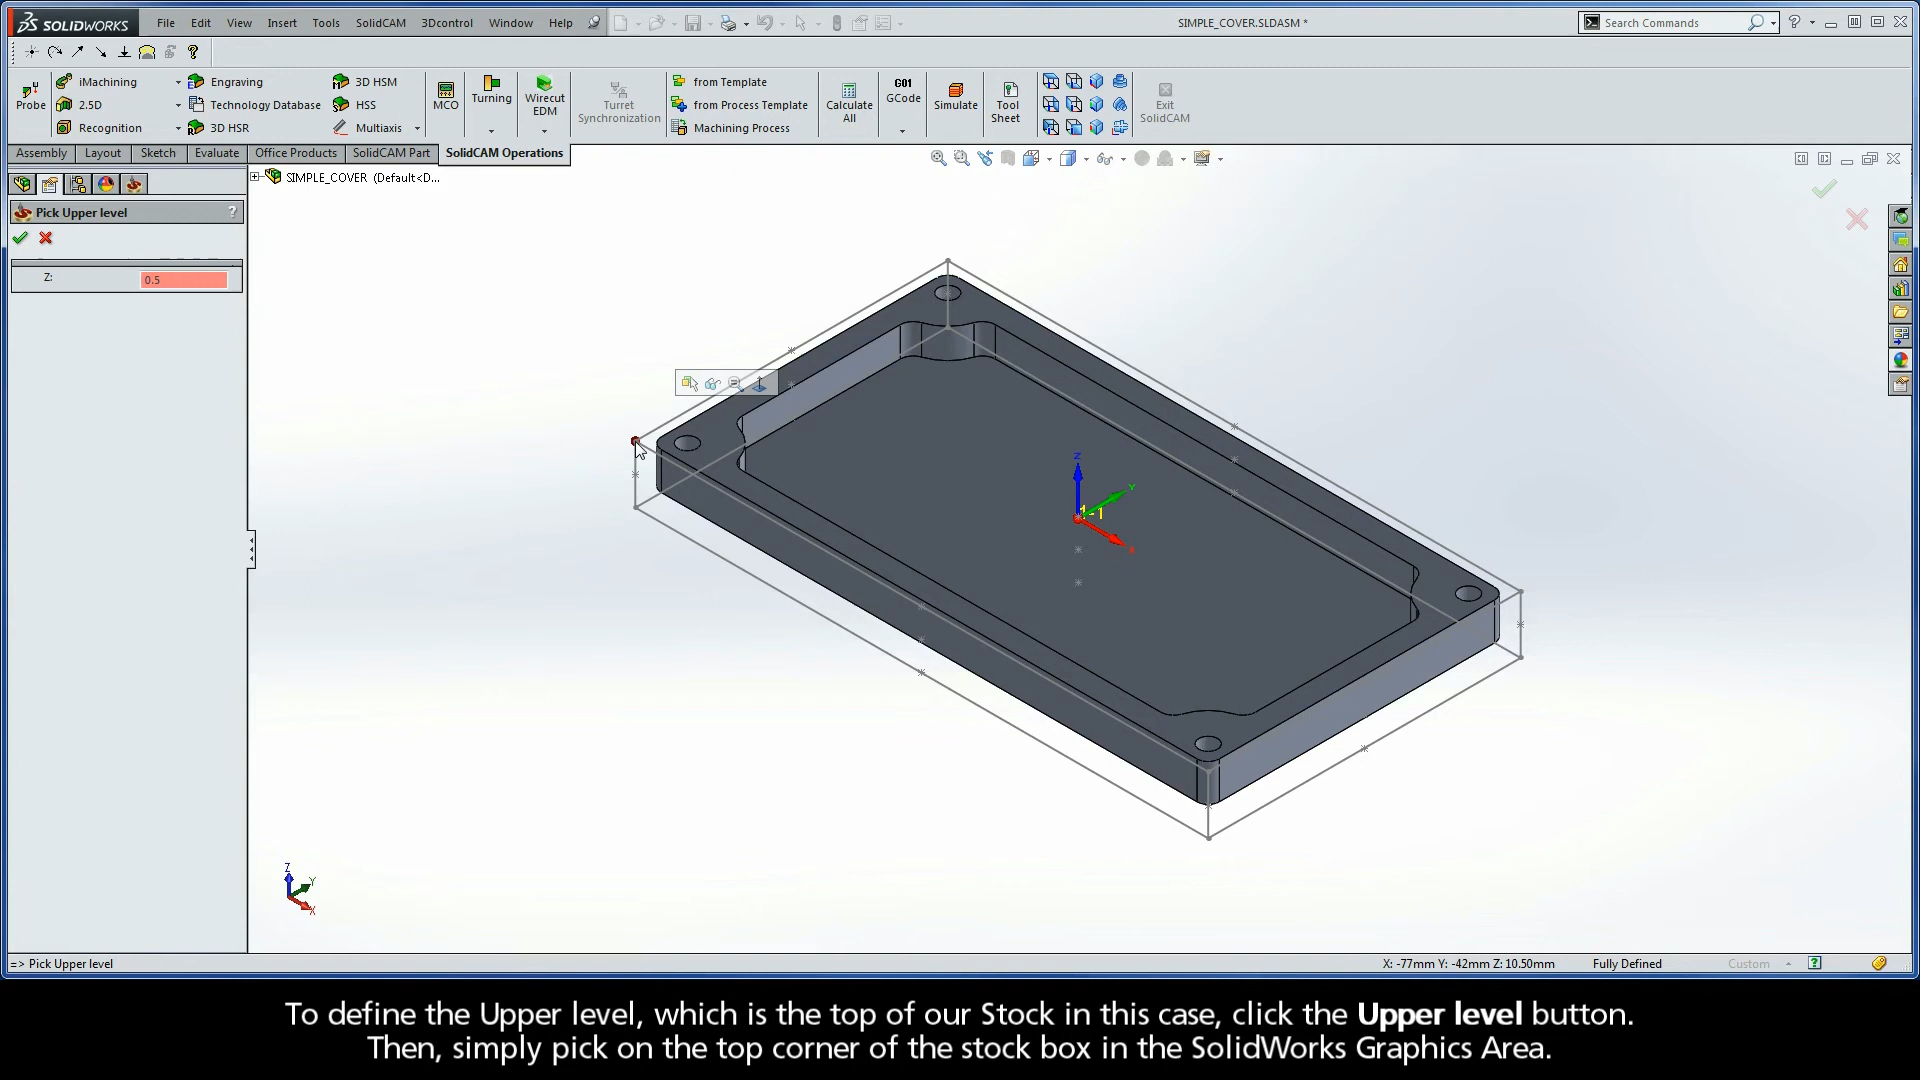 SOLIDWORKS File Edit View Insert Tools SolidCAM 3Dcontrol Window Help SIMPLE_COVER.SLDASM * Search Commands
Probe
iMachining
2.5D
Recognition
Engraving
Technology Database
3D HSR
3D HSM
HSS
Multiaxis
MCO
Turning
Wirecut
EDM
Turret
Synchronization
from Template
from Process Template
Machining Process
Calculate
All
G01
GCode
Simulate
Tool
Sheet
Exit
SolidCAM
Assembly Layout Sketch Evaluate Office Products SolidCAM Part SolidCAM Operations
SIMPLE_COVER (Default<D...
Pick Upper level ?
Z: 0.5
Z
Y
1-1
X
Z
Y
X
=> Pick Upper level X: -77mm Y: -42mm Z: 10.50mm Fully Defined Custom
To define the Upper level, which is the top of our Stock in this case, click the Upper level button.
Then, simply pick on the top corner of the stock box in the SolidWorks Graphics Area.